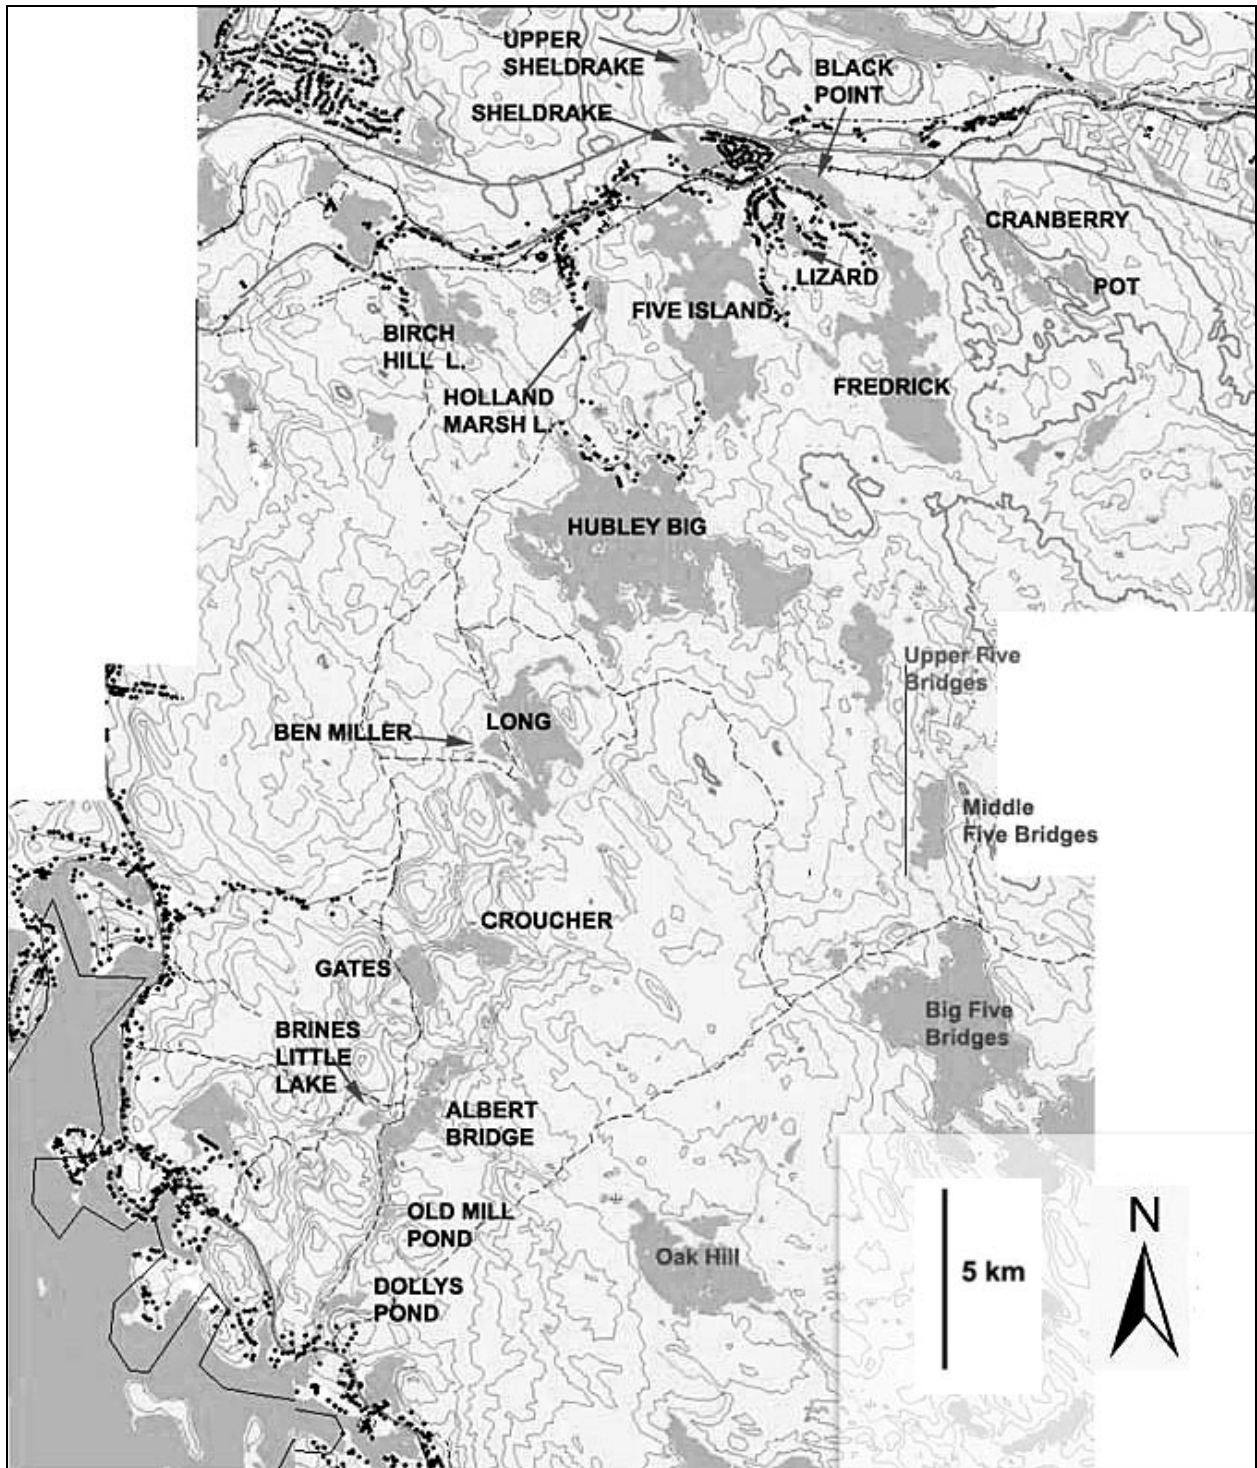 UPPER
SHELDRAKE
BLACK
POINT
SHELDRAKE
CRANBERRY
POT
LIZARD
FIVE ISLAND
BIRCH
HILL L.
FREDRICK
HOLLAND
MARSH L.
HUBLEY BIG
Upper Five
Bridges
LONG
BEN MILLER
Middle
Five Bridges
CROUCHER
GATES
Big Five
Bridges
BRINES
LITTLE
LAKE
ALBERT
BRIDGE
OLD MILL
POND
Oak Hill
DOLLYS
POND
5 km
N